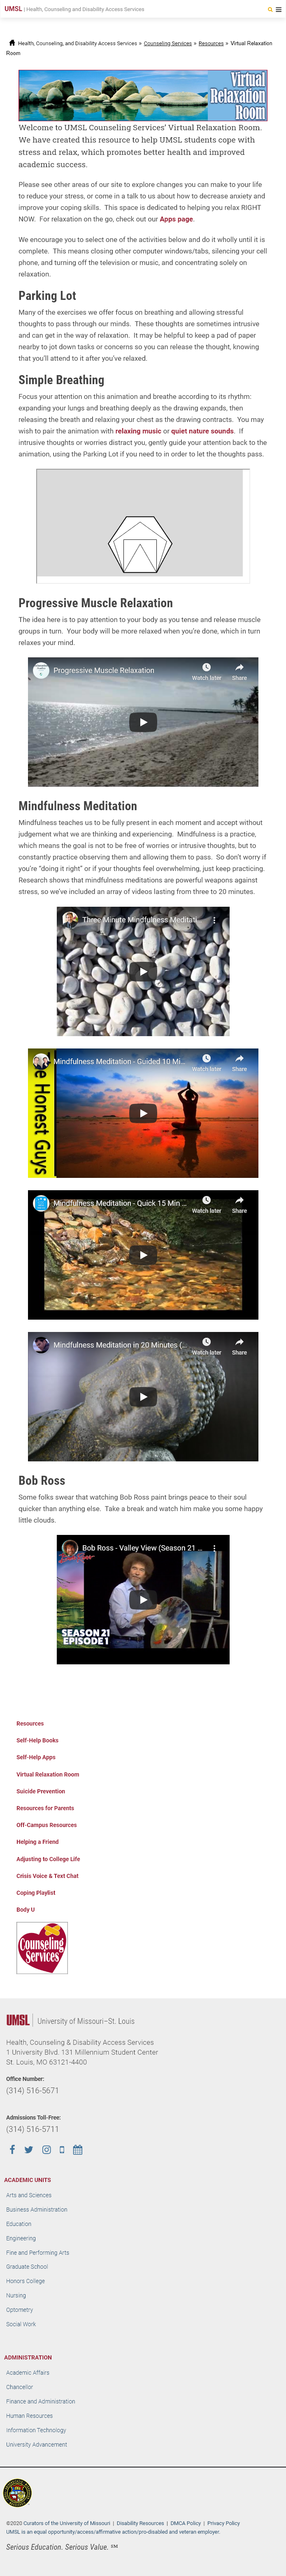 UMSL | Health, Counseling and Disability Access Services
Health, Counseling, and Disability Access Services » Counseling Services » Resources » Virtual Relaxation
Room
Virtual
Relaxation
Room
Welcome to UMSL Counseling Services' Virtual Relaxation Room.
We have created this resource to help UMSL students cope with
stress and relax, which promotes better health and improved
academic success.
Please see other areas of our site to explore changes you can make to your life
to reduce your stress, or come in a talk to us about how to decrease anxiety and
improve your coping skills.  This space is dedicated to helping you relax RIGHT
NOW.  For relaxation on the go, check out our Apps page.
We encourage you to select one of the activities below and do it wholly until it is
complete.  This means closing other computer windows/tabs, silencing your cell
phone, and tuning off the television or music, and concentrating solely on
relaxation.
Parking Lot
Many of the exercises we offer focus on breathing and allowing stressful
thoughts to pass through our minds.  These thoughts are sometimes intrusive
and can get in the way of relaxation.  It may be helpful to keep a pad of paper
nearby to jot down tasks or concerns so you can release the thought, knowing
that you'll attend to it after you've relaxed.
Simple Breathing
Focus your attention on this animation and breathe according to its rhythm:
expanding your lungs and breathing deeply as the drawing expands, then
releasing the breath and relaxing your chest as the drawing contracts.  You may
wish to pair the animation with relaxing music or quiet nature sounds.  If
intrusive thoughts or worries distract you, gently guide your attention back to the
animation, using the Parking Lot if you need to in order to let the thoughts pass.
Progressive Muscle Relaxation
The idea here is to pay attention to your body as you tense and release muscle
groups in turn.  Your body will be more relaxed when you're done, which in turn
relaxes your mind.
Progressive Muscle Relaxation
Watch later
Share
Mindfulness Meditation
Mindfulness teaches us to be fully present in each moment and accept without
judgement what we are thinking and experiencing.  Mindfulness is a practice,
which means the goal is not to be free of worries or intrusive thoughts, but to
constantly practice observing them and allowing them to pass.  So don't worry if
you're "doing it right" or if your thoughts feel overwhelming, just keep practicing.
Research shows that mindfulness meditations are powerful weapons against
stress, so we've included an array of videos lasting from three to 20 minutes.
Three Minute Mindfulness Meditati...
Mindfulness Meditation - Guided 10 Mi...
Watch later
Share
e Honest Guys
Mindfulness Meditation - Quick 15 Min ...
Watch later
Share
Mindfulness Meditation in 20 Minutes (...
Watch later
Share
Bob Ross
Some folks swear that watching Bob Ross paint brings peace to their soul
quicker than anything else.  Take a break and watch him make you some happy
little clouds.
Bob Ross - Valley View (Season 21 ...
Bob Ross
SEASON 21
EPISODE 1
Resources
Self-Help Books
Self-Help Apps
Virtual Relaxation Room
Suicide Prevention
Resources for Parents
Off-Campus Resources
Helping a Friend
Adjusting to College Life
Crisis Voice & Text Chat
Coping Playlist
Body U
Counseling
Services
UMSL | University of Missouri–St. Louis
Health, Counseling & Disability Access Services
1 University Blvd. 131 Millennium Student Center
St. Louis, MO 63121-4400
Office Number:
(314) 516-5671
Admissions Toll-Free:
(314) 516-5711
ACADEMIC UNITS
Arts and Sciences
Business Administration
Education
Engineering
Fine and Performing Arts
Graduate School
Honors College
Nursing
Optometry
Social Work
ADMINISTRATION
Academic Affairs
Chancellor
Finance and Administration
Human Resources
Information Technology
University Advancement
©2020 Curators of the University of Missouri | Disability Resources | DMCA Policy | Privacy Policy
UMSL is an equal opportunity/access/affirmative action/pro-disabled and veteran employer.
Serious Education. Serious Value. ℠